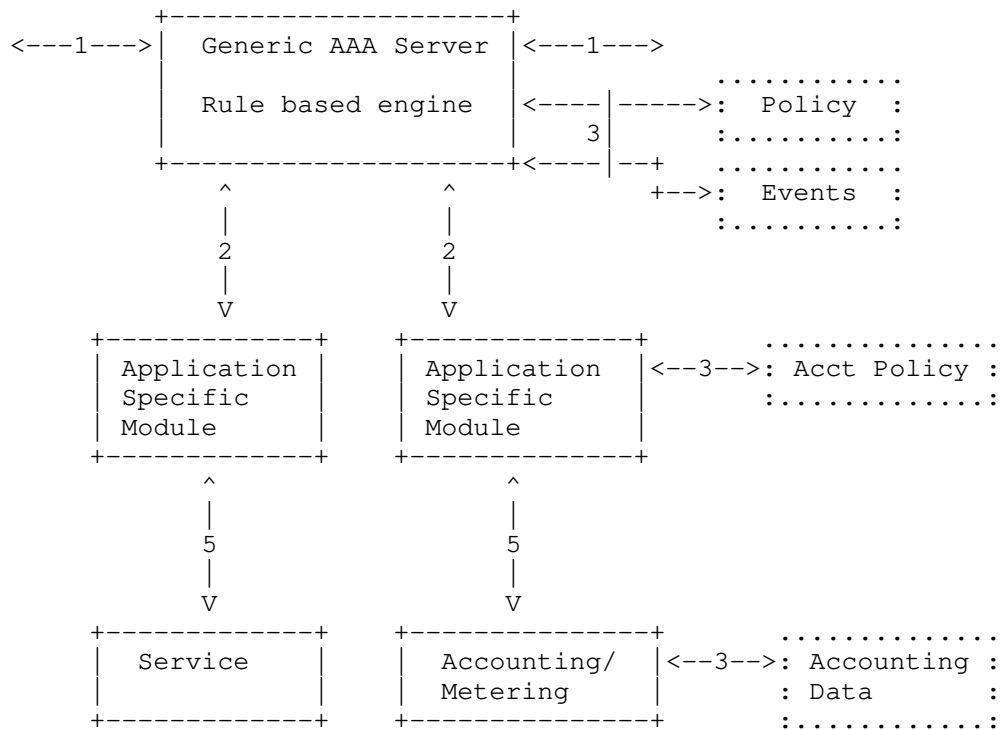 <---1---> Generic AAA Server <---1--->
Rule based engine <----|-----> Policy
3
Events
2 2
Application Application <--3--> Acct Policy
Specific Specific
Module Module
5 5
Service Accounting/ <--3--> Accounting
Metering Data